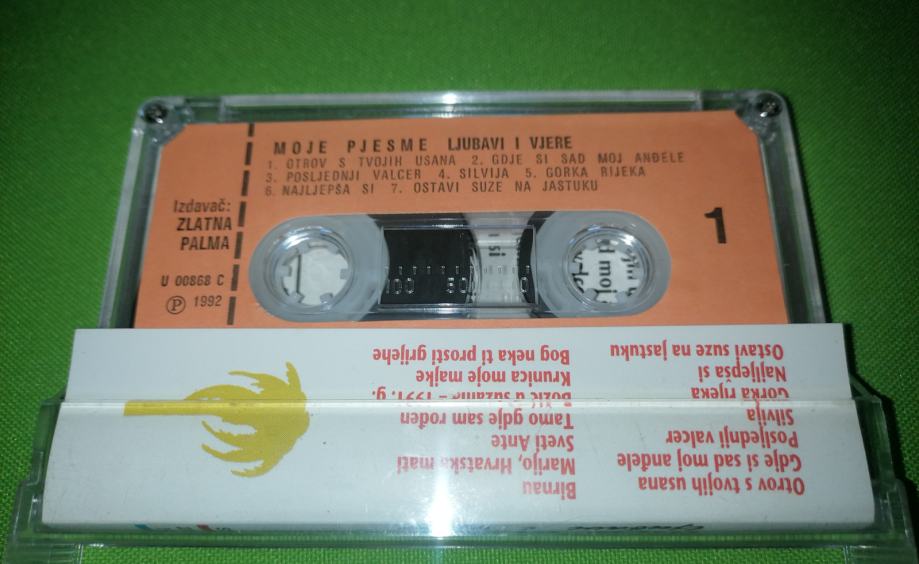 MOJE PJESME LJUBAVI I VJERE
1. OTROV S TVOJIH USANA 2. GDJE SI SAD MOJ ANĐELE
3. POSLJEDNJI VALCER 4. SILVIJA 5. GORKA RIJEKA
6. NAJLJEPŠA SI 7. OSTAVI SUZE NA JASTUKU
Izdavač:
ZLATNA
PALMA
U 00868 C
Ⓟ 1992
1
100 50 0
Otrov s tvojih usana
Gdje si sad moj anđele
Posljednji valcer
Silvija
Gorka rijeka
Najljepša si
Ostavi suze na jastuku
Birnau
Marijo, Hrvatska mati
Sveti Ante
Tamo gdje sam rođen
Božić u suzama - 1991. g.
Krunica moje majke
Bog neka ti prosti grijehe